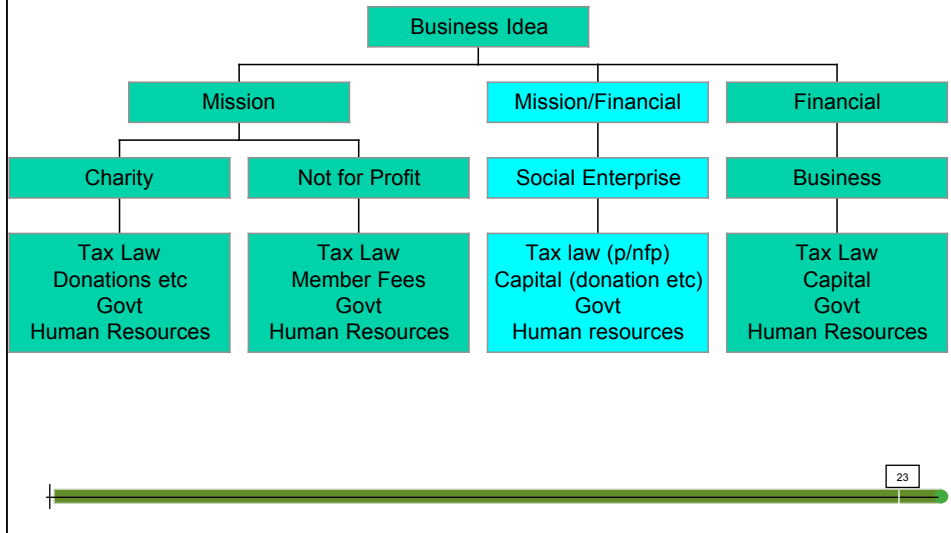 Business Idea
Mission
Mission/Financial
Financial
Charity
Not for Profit
Social Enterprise
Business
Tax Law
Donations etc
Govt
Human Resources
Tax Law
Member Fees
Govt
Human Resources
Tax law (p/nfp)
Capital (donation etc)
Govt
Human resources
Tax Law
Capital
Govt
Human Resources
23